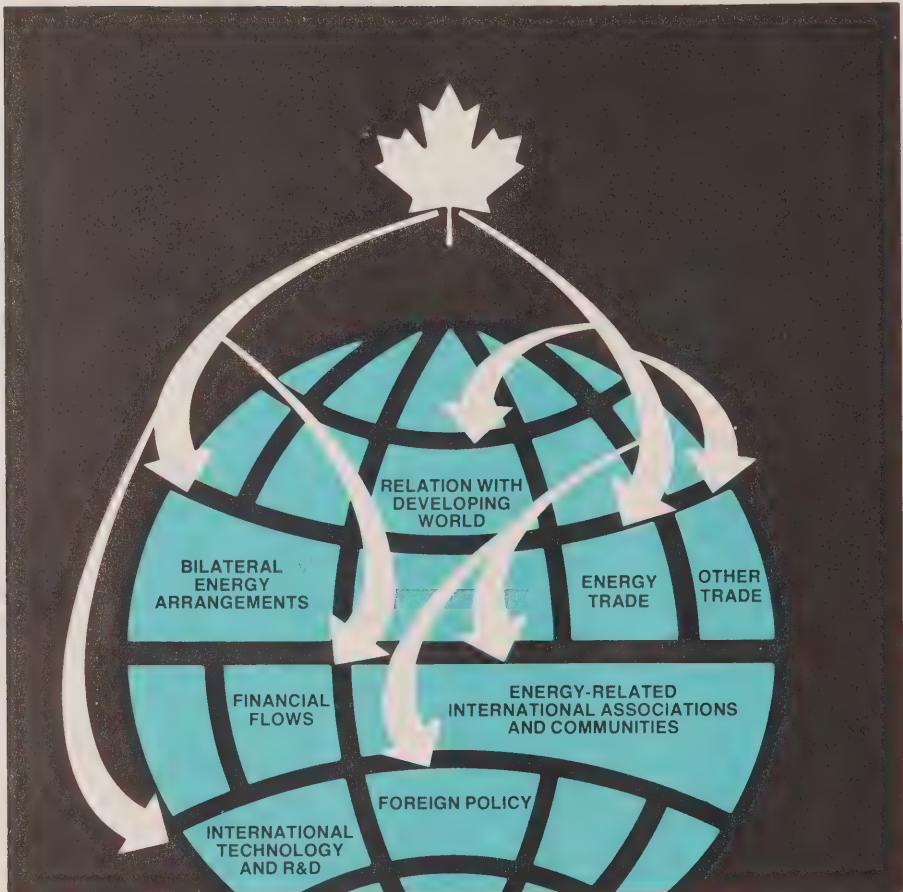 RELATION WITH
DEVELOPING
WORLD
BILATERAL
ENERGY
ARRANGEMENTS
ENERGY
TRADE
OTHER
TRADE
FINANCIAL
FLOWS
ENERGY-RELATED
INTERNATIONAL ASSOCIATIONS
AND COMMUNITIES
FOREIGN POLICY
INTERNATIONAL
TECHNOLOGY
AND R&D